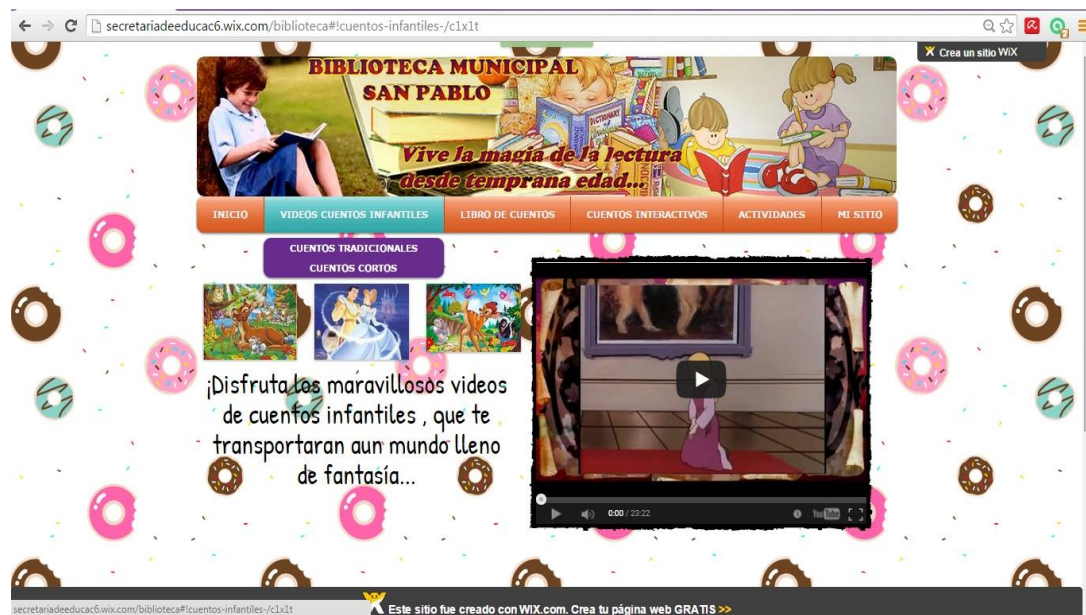 secretariadeeducac6.wix.com/biblioteca#!cuentos-infantiles-/c1x1t
Crea un sitio WiX
BIBLIOTECA MUNICIPAL
SAN PABLO
DICTIONARY
Vive la magia de la lectura
desde temprana edad...
INICIO
VIDEOS CUENTOS INFANTILES
LIBRO DE CUENTOS
CUENTOS INTERACTIVOS
ACTIVIDADES
MI SITIO
CUENTOS TRADICIONALES
CUENTOS CORTOS
¡Disfruta los maravillosos videos
de cuentos infantiles , que te
transportaran aun mundo lleno
de fantasía...
0:00 / 23:22
YouTube
secretariadeeducac6.wix.com/biblioteca#!cuentos-infantiles-/c1x1t
Este sitio fue creado con WIX.com. Crea tu página web GRATIS >>